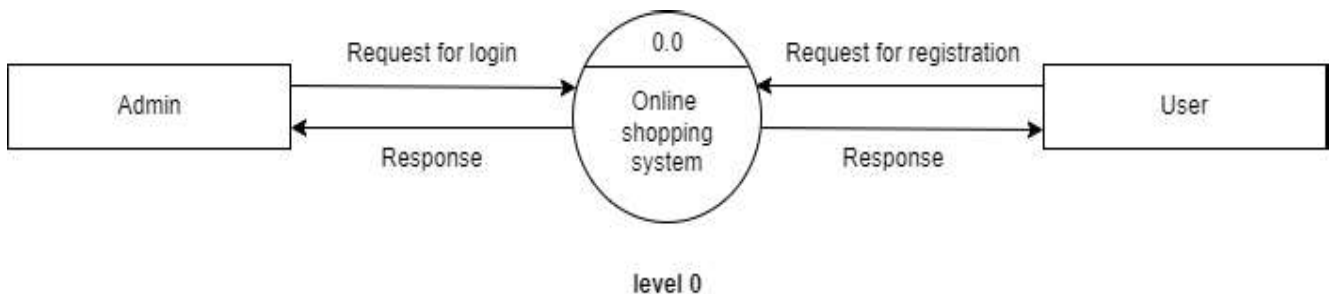 0.0
Request for login
Request for registration
Admin
Online
shopping
system
User
Response
Response
level 0